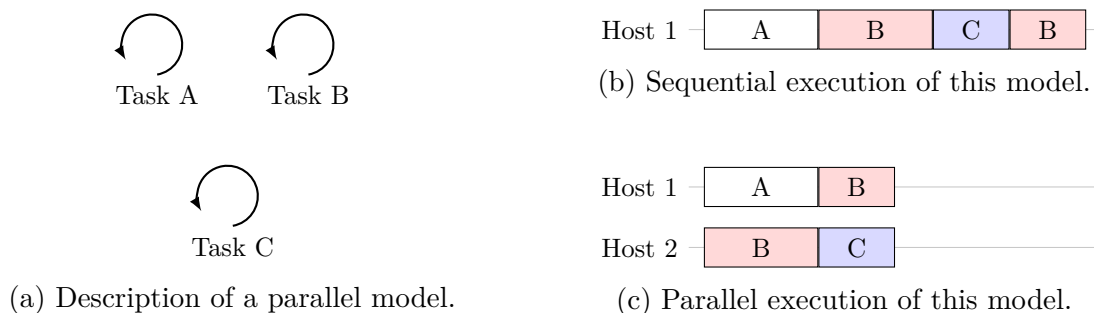 Task A Task B
Task C
(a) Description of a parallel model.
Host 1 A B C B
(b) Sequential execution of this model.
Host 1 A B
Host 2 B C
(c) Parallel execution of this model.